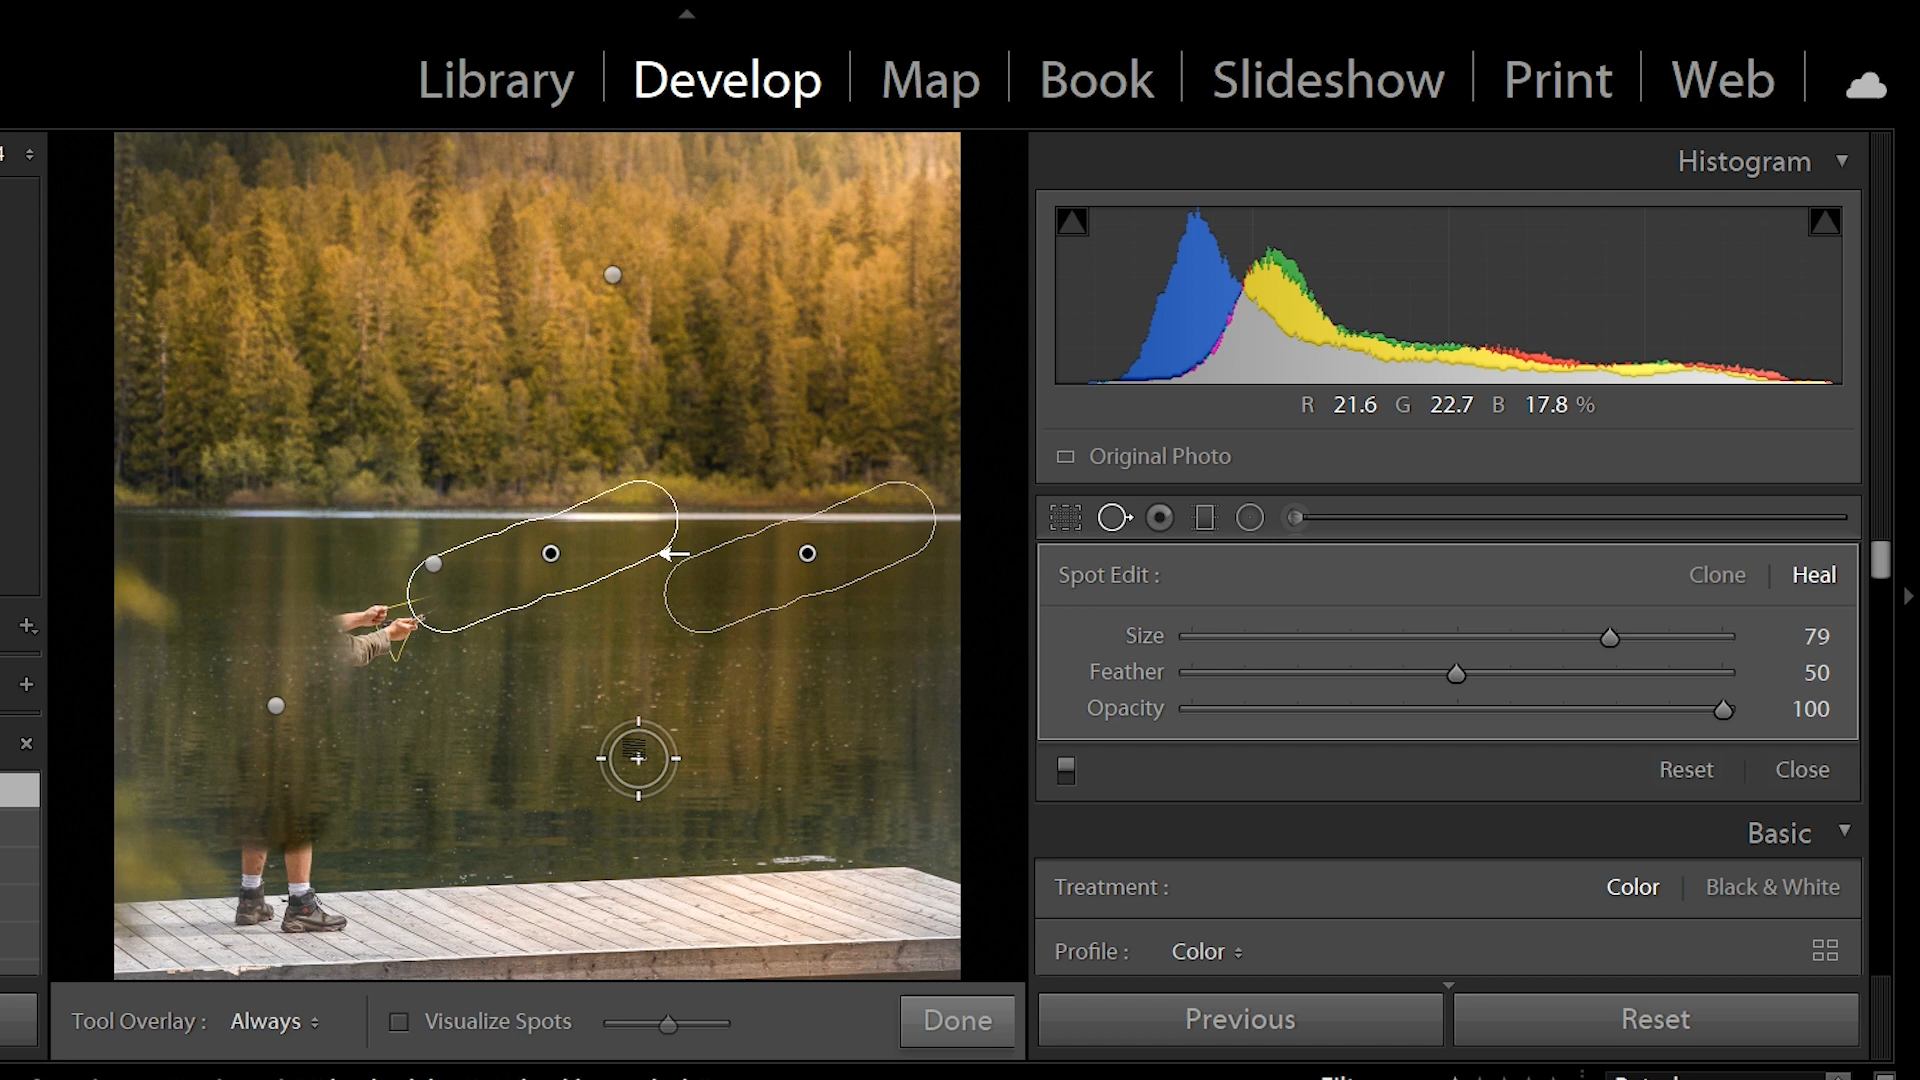 Library | Develop | Map | Book | Slideshow | Print | Web
4
Histogram
R 21.6 G 22.7 B 17.8 %
Original Photo
Spot Edit : Clone | Heal
Size 79
Feather 50
Opacity 100
Reset Close
Basic
Treatment : Color Black & White
Profile : Color
Tool Overlay : Always Visualize Spots Done
Previous Reset